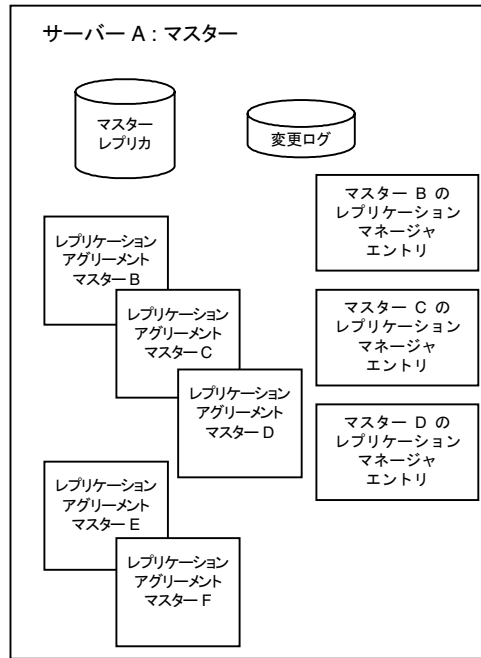 サーバー A : マスター
マスター
レプリカ
変更ログ
マスター B の
レプリケーション
マネージャ
エントリ
レプリケーション
アグリーメント
マスター B
レプリケーション
アグリーメント
マスター C
マスター C の
レプリケーション
マネージャ
エントリ
レプリケーション
アグリーメント
マスター D
マスター D の
レプリケーション
マネージャ
エントリ
レプリケーション
アグリーメント
マスター E
レプリケーション
アグリーメント
マスター F